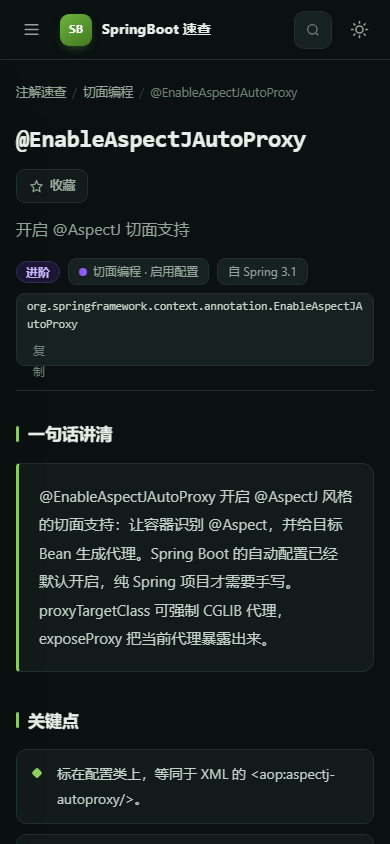 SB SpringBoot 速查
注解速查 / 切面编程 / @EnableAspectJAutoProxy
@EnableAspectJAutoProxy
收藏
开启 @AspectJ 切面支持
进阶 切面编程 · 启用配置 自 Spring 3.1
org.springframework.context.annotation.EnableAspectJA
utoProxy
复
制
一句话讲清
@EnableAspectJAutoProxy 开启 @AspectJ 风格
的切面支持：让容器识别 @Aspect，并给目标
Bean 生成代理。Spring Boot 的自动配置已经
默认开启，纯 Spring 项目才需要手写。
proxyTargetClass 可强制 CGLIB 代理，
exposeProxy 把当前代理暴露出来。
关键点
标在配置类上，等同于 XML 的 <aop:aspectj-
autoproxy/>。